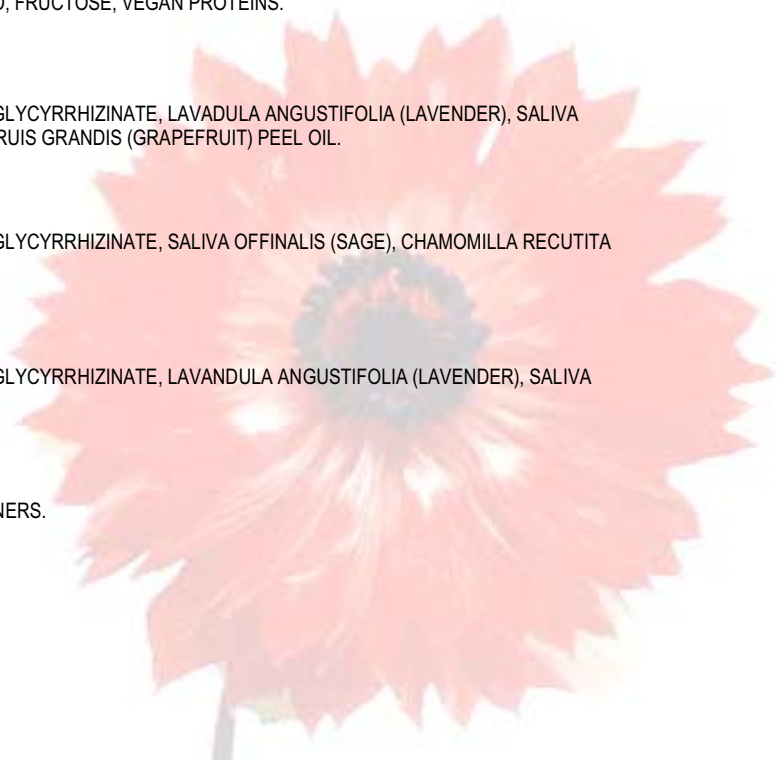 FRUCTOSE, VEGAN PROTEINS.
GLYCYRRHIZINATE, LAVADULA ANGUSTIFOLIA (LAVENDER), SALIVA
RUIS GRANDIS (GRAPEFRUIT) PEEL OIL.
GLYCYRRHIZINATE, SALIVA OFFINALIS (SAGE), CHAMOMILLA RECUTITA
GLYCYRRHIZINATE, LAVANDULA ANGUSTIFOLIA (LAVENDER), SALIVA
NERS.